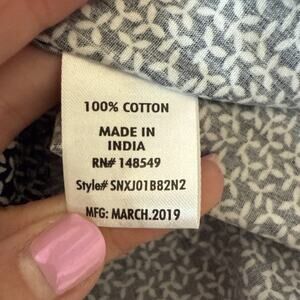 100% COTTON
MADE IN
INDIA
RN# 148549
Style# SNXJ01B82N2
MFG: MARCH.2019